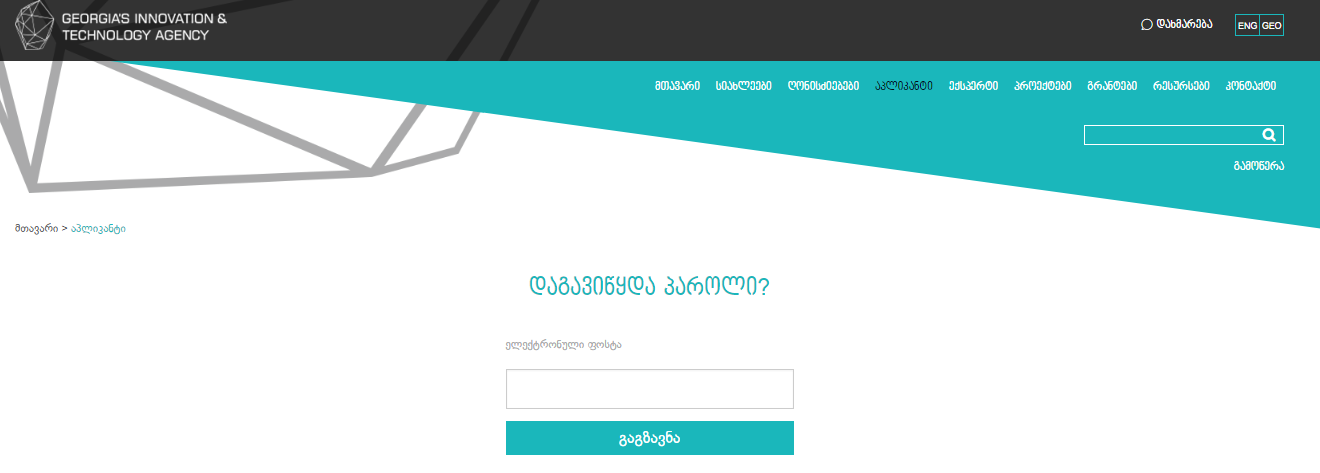 GEORGIA'S INNOVATION &
TECHNOLOGY AGENCY
დახმარება
ENG GEO
მთავარი სიახლეები ღონისძიებები აპლიკანტი ექსპერტი პროექტები გრანტები რესურსები კონტაქტი
გამოწერა
მთავარი > აპლიკანტი
დაგავიწყდა პაროლი?
ელექტრონული ფოსტა
გაგზავნა